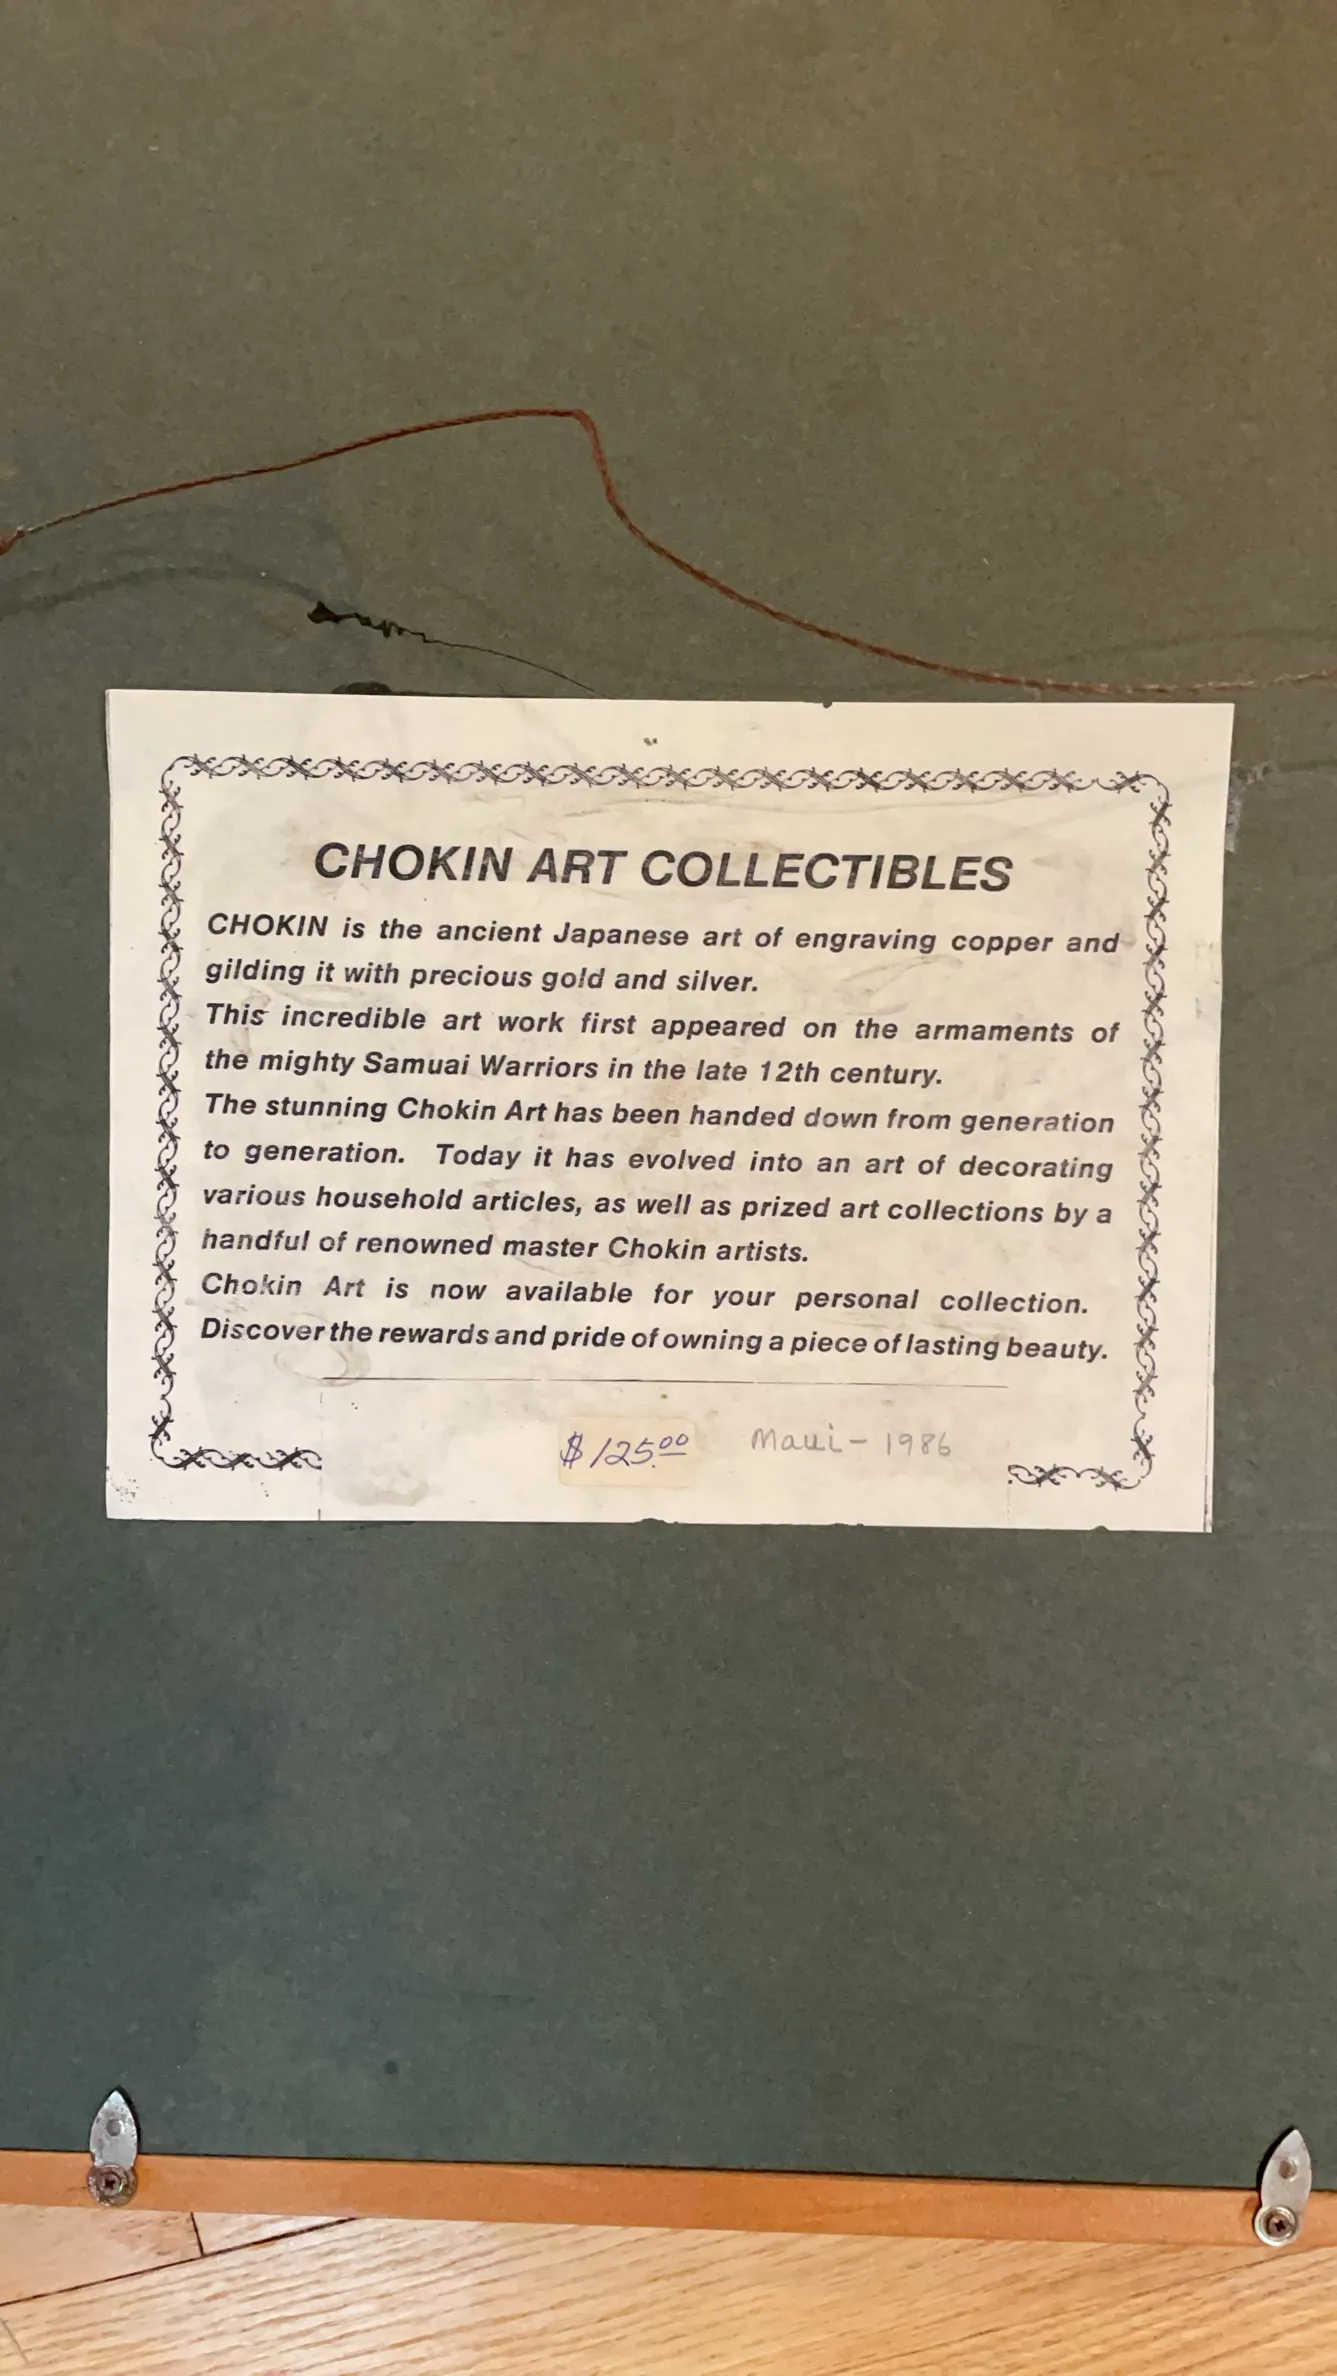 CHOKIN ART COLLECTIBLES
CHOKIN is the ancient Japanese art of engraving copper and
gilding it with precious gold and silver.
This incredible art work first appeared on the armaments of
the mighty Samuai Warriors in the late 12th century.
The stunning Chokin Art has been handed down from generation
to generation. Today it has evolved into an art of decorating
various household articles, as well as prized art collections by a
handful of renowned master Chokin artists.
Chokin Art is now available for your personal collection.
Discover the rewards and pride of owning a piece of lasting beauty.
$125.00 Maui - 1986